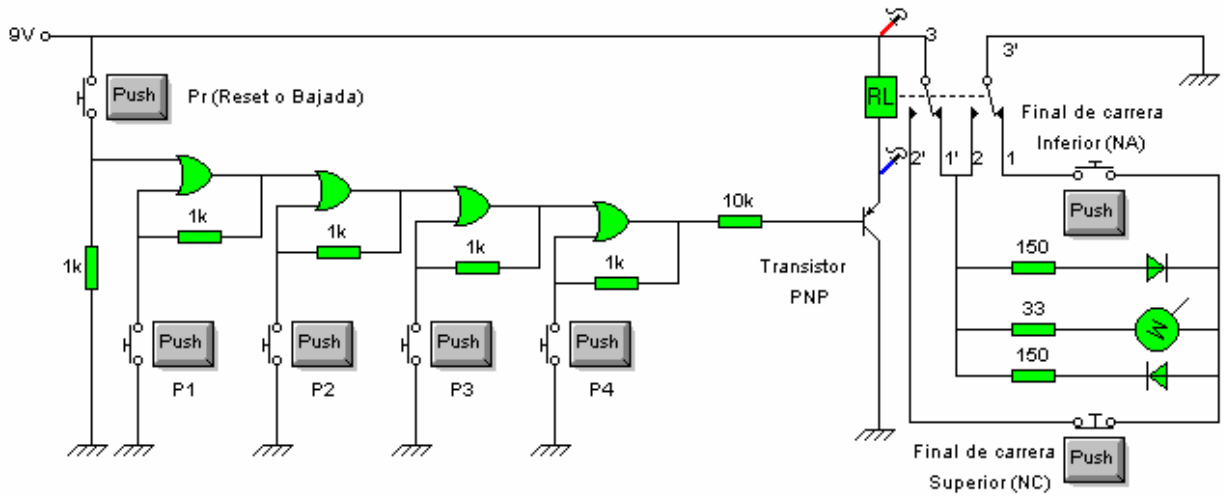 9V
3
3'
Push
Pr (Reset o Bajada)
RL
Final de carrera
Inferior (NA)
2'
1'
2
1
Push
1k
1k
1k
1k
1k
10k
Transistor
PNP
150
33
M
150
Push
P1
Push
P2
Push
P3
Push
P4
Final de carrera
Superior (NC)
Push